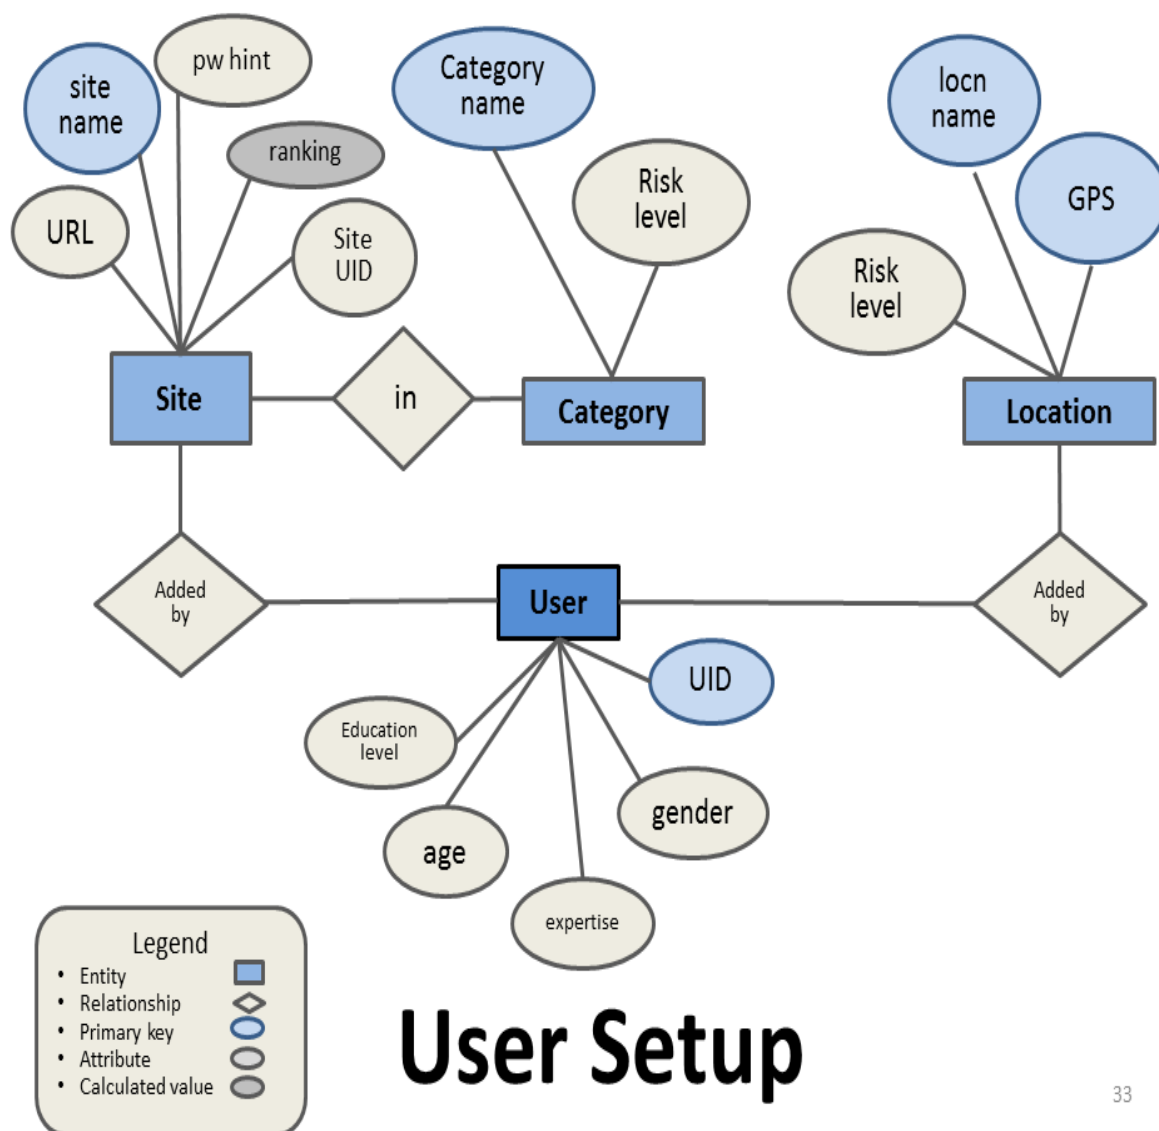 pw hint
site
name
Category
name
locn
name
ranking
Risk
level
GPS
URL
Site
UID
Risk
level
Site
in
Category
Location
Added
by
User
Added
by
UID
Education
level
gender
age
expertise
Legend
• Entity
• Relationship
• Primary key
• Attribute
• Calculated value
User Setup
33